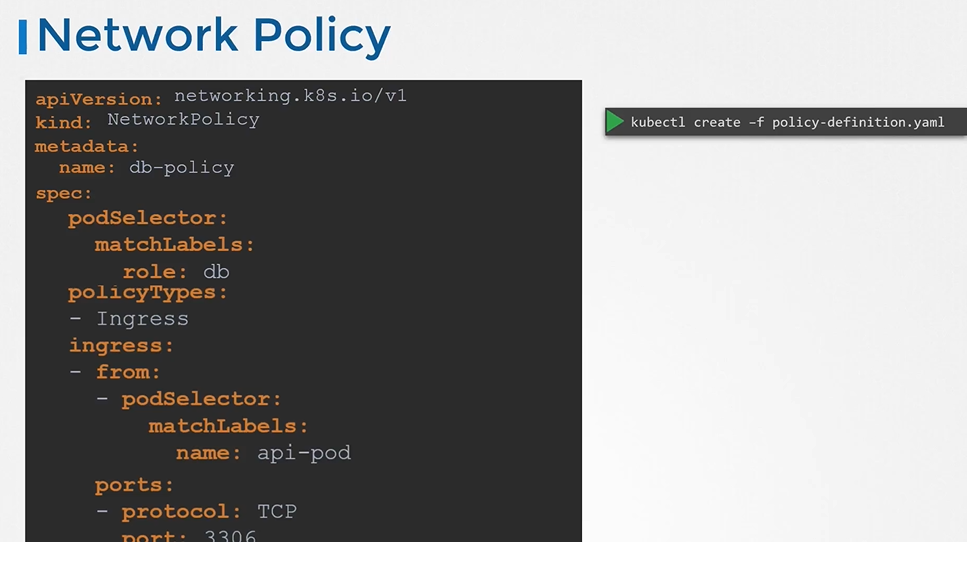 Network Policy
apiVersion: networking.k8s.io/v1
kind: NetworkPolicy
metadata:
  name: db-policy
spec:
  podSelector:
    matchLabels:
      role: db
  policyTypes:
  - Ingress
  ingress:
  - from:
    - podSelector:
        matchLabels:
          name: api-pod
    ports:
    - protocol: TCP
      port: 3306
kubectl create –f policy-definition.yaml